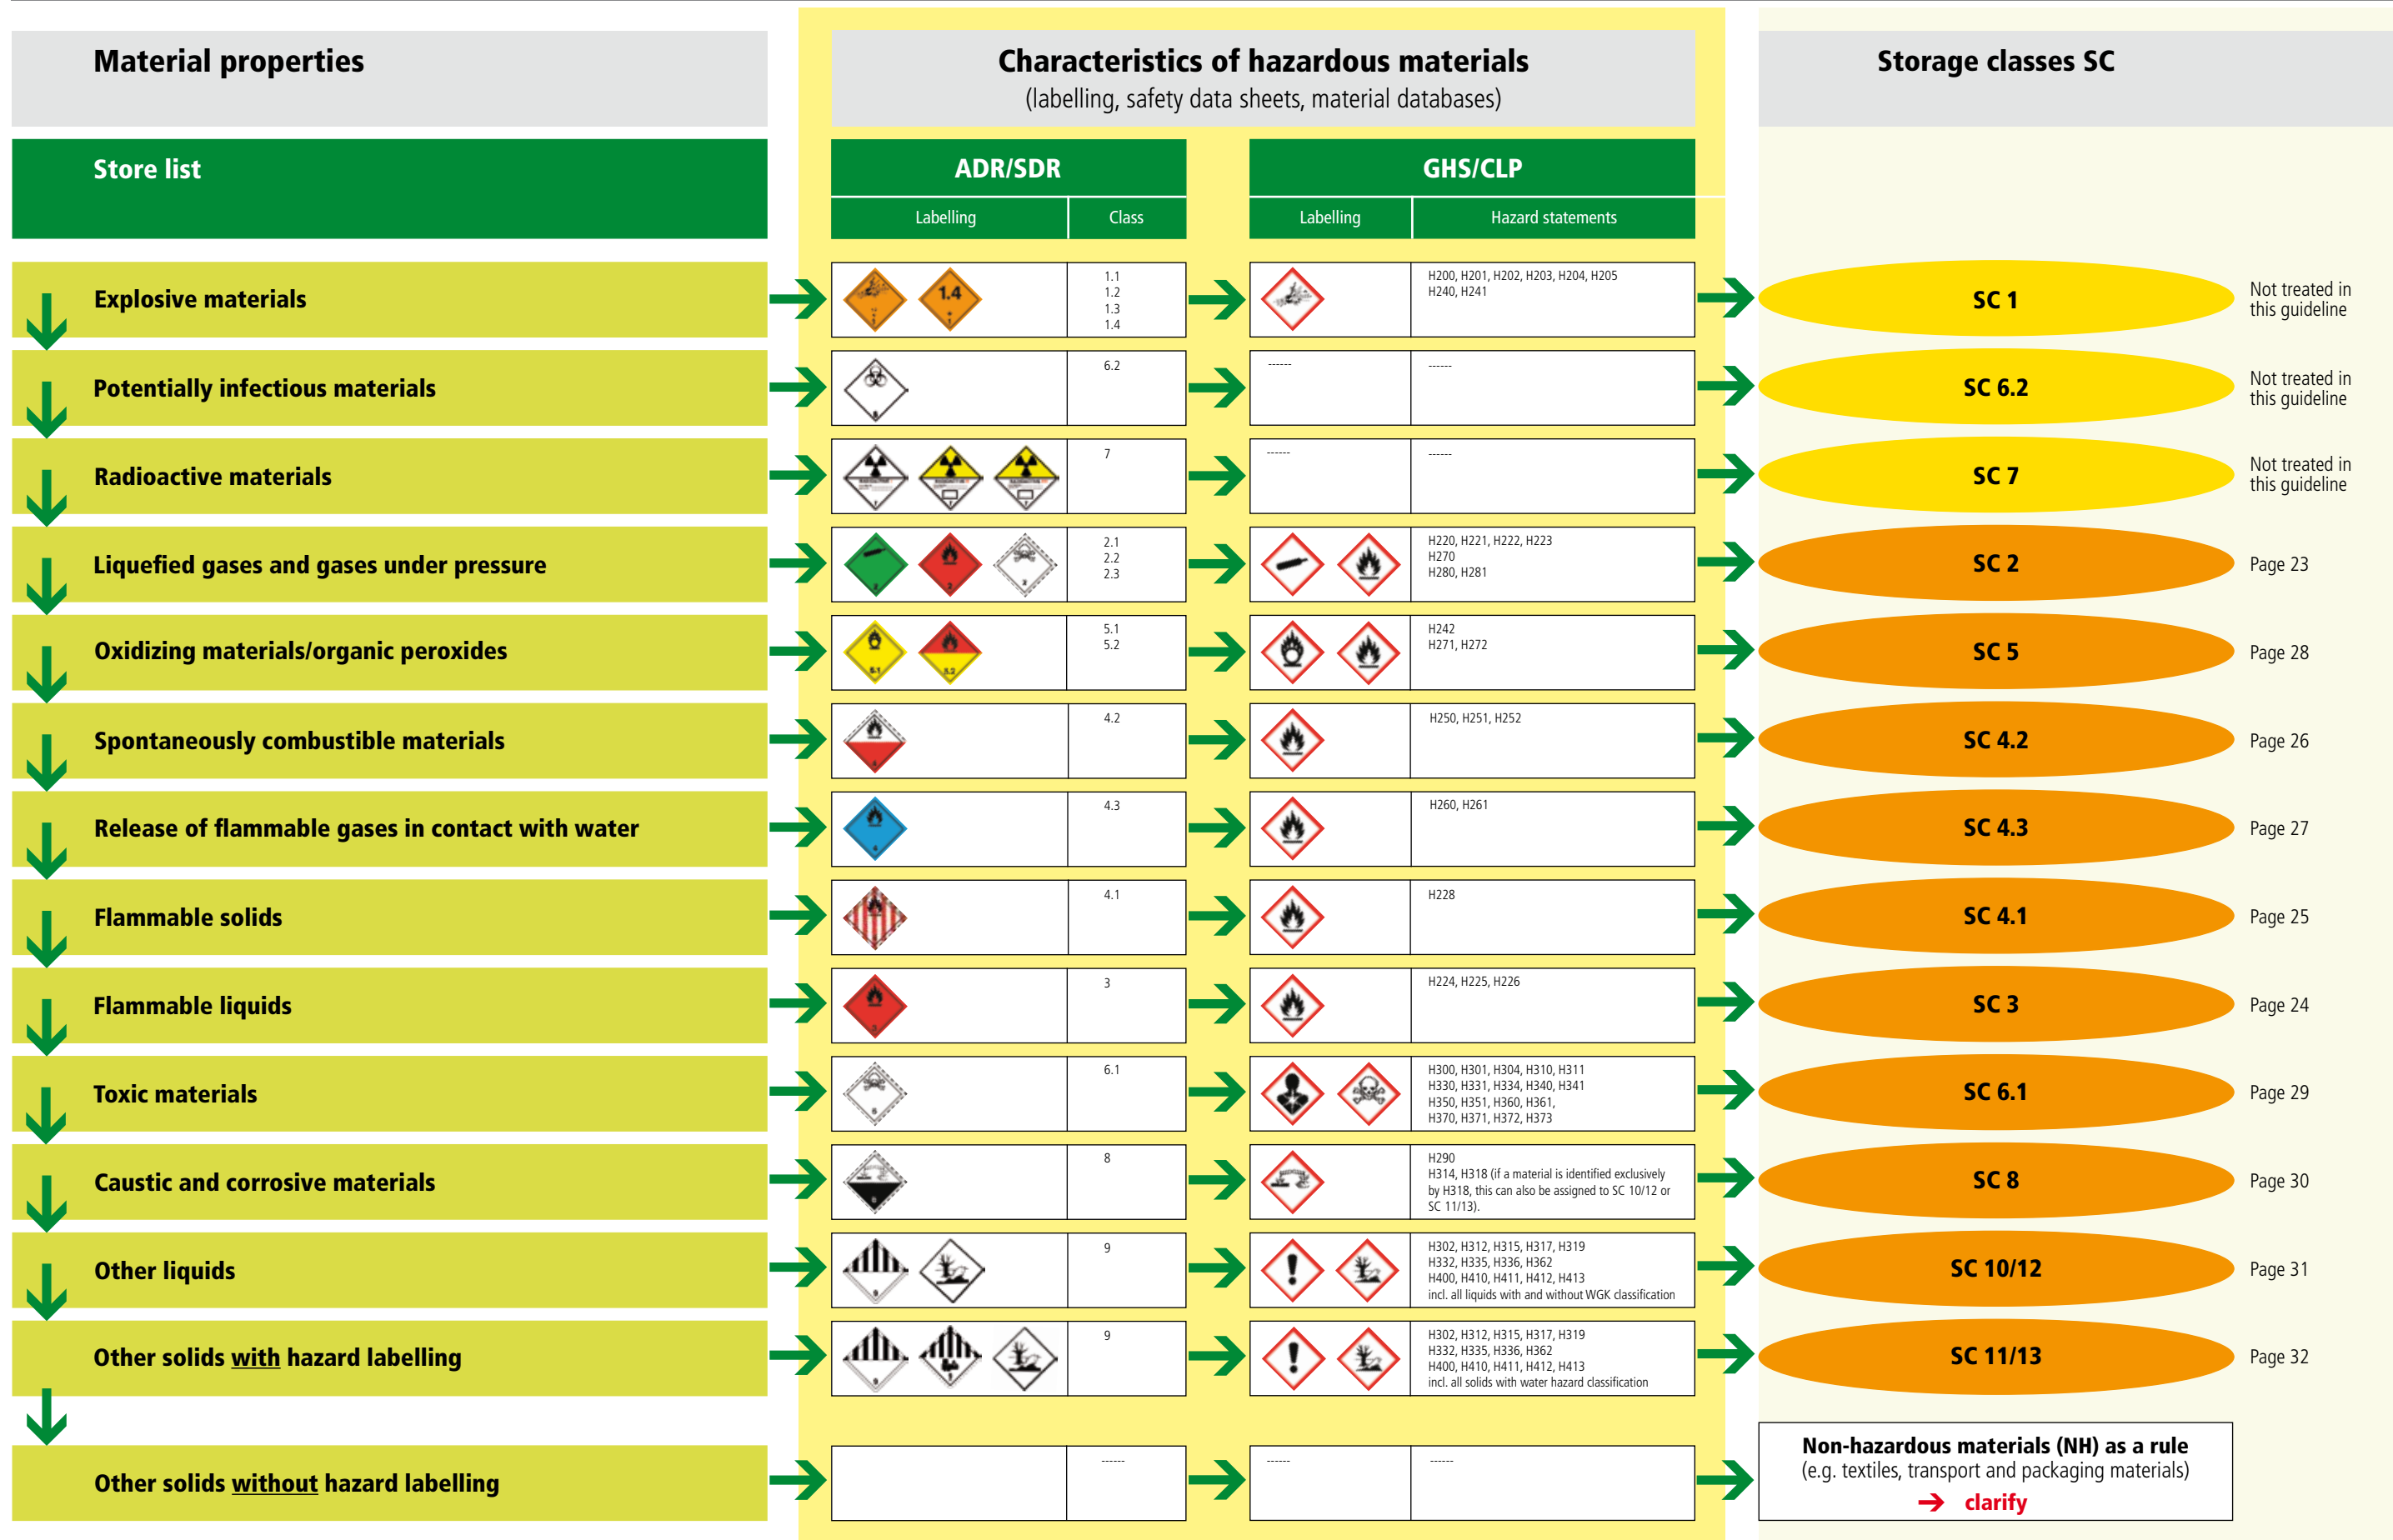 Material properties
Characteristics of hazardous materials
(labelling, safety data sheets, material databases)
Storage classes SC
Store list
ADR/SDR
GHS/CLP
Labelling
Class
Labelling
Hazard statements
Explosive materials
1.4
1.1
1.2
1.3
1.4
H200, H201, H202, H203, H204, H205
H240, H241
SC 1
Not treated in
this guideline
Potentially infectious materials
6.2
------
------
SC 6.2
Not treated in
this guideline
Radioactive materials
7
------
------
SC 7
Not treated in
this guideline
Liquefied gases and gases under pressure
2
2
2
2.1
2.2
2.3
H220, H221, H222, H223
H270
H280, H281
SC 2
Page 23
Oxidizing materials/organic peroxides
5.1
5.2
5.1
5.2
H242
H271, H272
SC 5
Page 28
Spontaneously combustible materials
4.2
H250, H251, H252
SC 4.2
Page 26
Release of flammable gases in contact with water
4
4.3
H260, H261
SC 4.3
Page 27
Flammable solids
4.1
H228
SC 4.1
Page 25
Flammable liquids
3
3
H224, H225, H226
SC 3
Page 24
Toxic materials
6
6.1
H300, H301, H304, H310, H311
H330, H331, H334, H340, H341
H350, H351, H360, H361,
H370, H371, H372, H373
SC 6.1
Page 29
Caustic and corrosive materials
8
8
H290
H314, H318 (if a material is identified exclusively
by H318, this can also be assigned to SC 10/12 or
SC 11/13).
SC 8
Page 30
Other liquids
9
9
H302, H312, H315, H317, H319
H332, H335, H336, H362
H400, H410, H411, H412, H413
incl. all liquids with and without WGK classification
SC 10/12
Page 31
Other solids with hazard labelling
9
9
H302, H312, H315, H317, H319
H332, H335, H336, H362
H400, H410, H411, H412, H413
incl. all solids with water hazard classification
SC 11/13
Page 32
Other solids without hazard labelling
------
------
------
Non-hazardous materials (NH) as a rule
(e.g. textiles, transport and packaging materials)
→ clarify